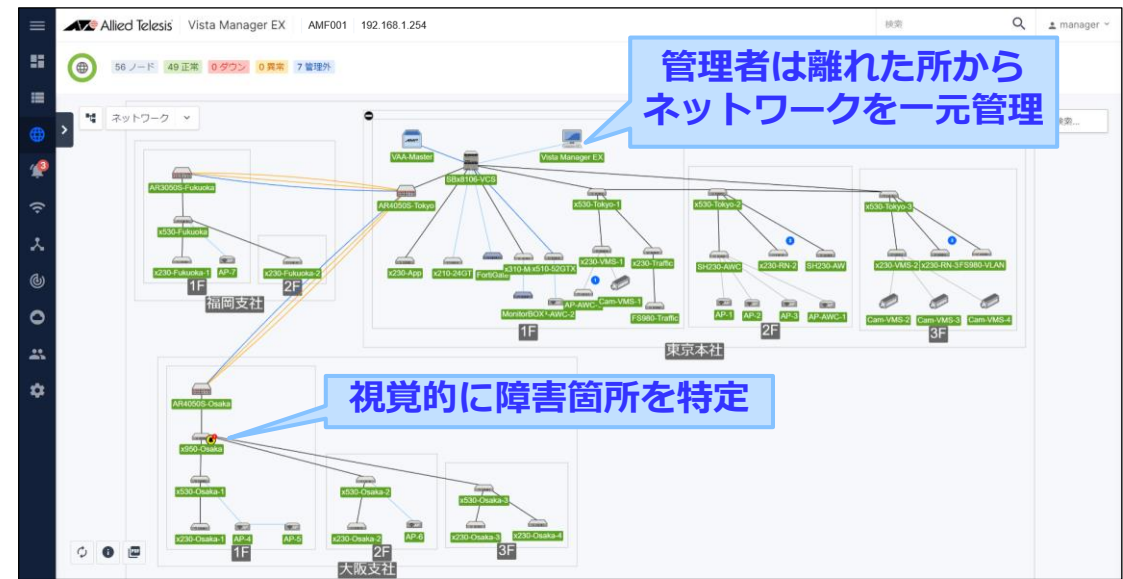 Allied Telesis Vista Manager EX AMF001 192.168.1.254 検索 manager
56 ノード 49 正常 0 ダウン 0 異常 7 管理外
管理者は離れた所から
ネットワークを一元管理
ネットワーク
検索...
3
VAA-Master
Vista Manager EX
SBx8106-VCS
AR3050S-Fukuoka
AR4050S-Tokyo
x530-Tokyo-1
x530-Tokyo-2
x530-Tokyo-3
x530-Fukuoka
x230-Fukuoka-1 AP-7 x230-Fukuoka-2
1F 2F
福岡支社
x230-App x210-24GT FortiGate x510-52GTX x230-VMS-1 x230-Traffic
SH230-AWC x230-RN-2 SH230-AW
x230-VMS-2 x230-RN-3 FS980-VLAN
MonitorBOX AP-AWC-2 Cam-VMS-1 FS980-Traffic
AP-1 AP-2 AP-3 AP-AWC-1
Cam-VMS-2 Cam-VMS-3 Cam-VMS-4
1F 2F 3F
東京本社
視覚的に障害箇所を特定
AR4050S-Osaka
x950-Osaka
x530-Osaka-1 x530-Osaka-2 x530-Osaka-3
x230-Osaka-1 AP-4 AP-5 x230-Osaka-2 AP-6 x230-Osaka-3 x230-Osaka-4
1F 2F 3F
大阪支社